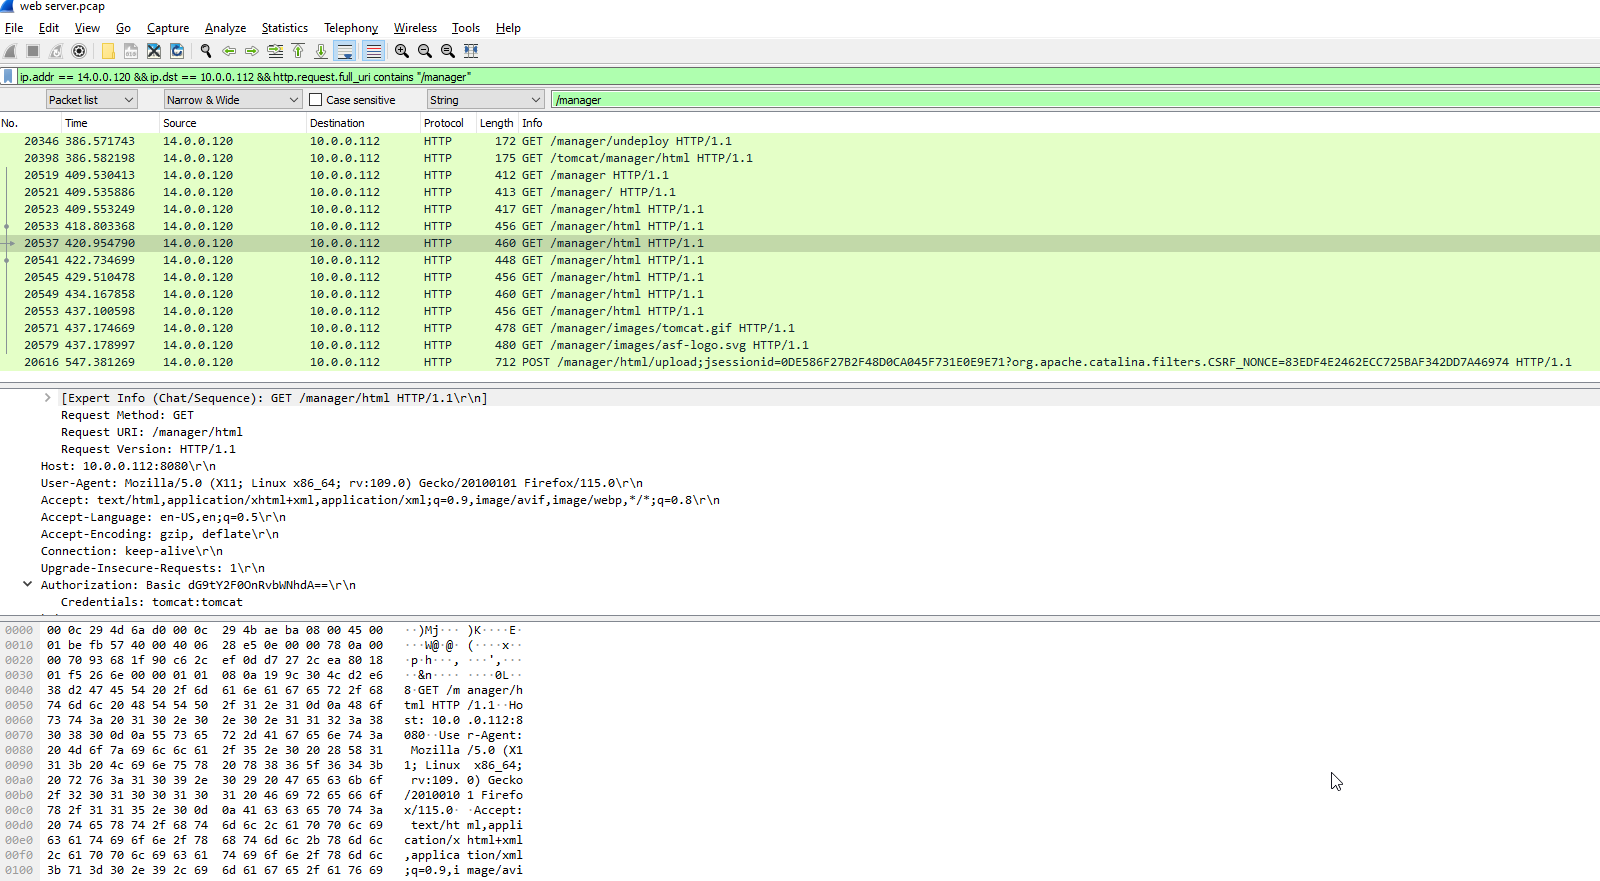 web server.pcap
File Edit View Go Capture Analyze Statistics Telephony Wireless Tools Help
ip.addr == 14.0.0.120 && ip.dst == 10.0.0.112 && http.request.full_uri contains "/manager"
Packet list Narrow & Wide Case sensitive String /manager
No. Time Source Destination Protocol Length Info
20346 386.571743 14.0.0.120 10.0.0.112 HTTP 172 GET /manager/undeploy HTTP/1.1
20398 386.582198 14.0.0.120 10.0.0.112 HTTP 175 GET /tomcat/manager/html HTTP/1.1
20519 409.530413 14.0.0.120 10.0.0.112 HTTP 412 GET /manager HTTP/1.1
20521 409.535886 14.0.0.120 10.0.0.112 HTTP 413 GET /manager/ HTTP/1.1
20523 409.553249 14.0.0.120 10.0.0.112 HTTP 417 GET /manager/html HTTP/1.1
20533 418.803368 14.0.0.120 10.0.0.112 HTTP 456 GET /manager/html HTTP/1.1
20537 420.954790 14.0.0.120 10.0.0.112 HTTP 460 GET /manager/html HTTP/1.1
20541 422.734699 14.0.0.120 10.0.0.112 HTTP 448 GET /manager/html HTTP/1.1
20545 429.510478 14.0.0.120 10.0.0.112 HTTP 456 GET /manager/html HTTP/1.1
20549 434.167858 14.0.0.120 10.0.0.112 HTTP 460 GET /manager/html HTTP/1.1
20553 437.100598 14.0.0.120 10.0.0.112 HTTP 456 GET /manager/html HTTP/1.1
20571 437.174669 14.0.0.120 10.0.0.112 HTTP 478 GET /manager/images/tomcat.gif HTTP/1.1
20579 437.178997 14.0.0.120 10.0.0.112 HTTP 480 GET /manager/images/asf-logo.svg HTTP/1.1
20616 547.381269 14.0.0.120 10.0.0.112 HTTP 712 POST /manager/html/upload;jsessionid=0DE586F27B2F48D0CA045F731E0E9E71?org.apache.catalina.filters.CSRF_NONCE=83EDF4E2462ECC725BAF342DD7A46974 HTTP/1.1
[Expert Info (Chat/Sequence): GET /manager/html HTTP/1.1\r\n]
Request Method: GET
Request URI: /manager/html
Request Version: HTTP/1.1
Host: 10.0.0.112:8080\r\n
User-Agent: Mozilla/5.0 (X11; Linux x86_64; rv:109.0) Gecko/20100101 Firefox/115.0\r\n
Accept: text/html,application/xhtml+xml,application/xml;q=0.9,image/avif,image/webp,*/*;q=0.8\r\n
Accept-Language: en-US,en;q=0.5\r\n
Accept-Encoding: gzip, deflate\r\n
Connection: keep-alive\r\n
Upgrade-Insecure-Requests: 1\r\n
Authorization: Basic dG9tY2F0OnRvbWNhdA==\r\n
Credentials: tomcat:tomcat
0000 00 0c 29 4d 6a d0 00 0c 29 4b ae ba 08 00 45 00 ··)Mj··· )K····E·
0010 01 be fb 57 40 00 40 06 28 e5 0e 00 00 78 0a 00 ···W@·@· (····x··
0020 00 70 93 68 1f 90 c6 2c ef 0d d7 27 2c ea 80 18 ·p·h···, ···',···
0030 01 f5 26 6e 00 00 01 01 08 0a 19 9c 30 4c d2 e6 ··&n···· ····0L··
0040 38 d2 47 45 54 20 2f 6d 61 6e 61 67 65 72 2f 68 8·GET /m anager/h
0050 74 6d 6c 20 48 54 54 50 2f 31 2e 31 0d 0a 48 6f tml HTTP /1.1··Ho
0060 73 74 3a 20 31 30 2e 30 2e 30 2e 31 31 32 3a 38 st: 10.0 .0.112:8
0070 30 38 30 0d 0a 55 73 65 72 2d 41 67 65 6e 74 3a 080··Use r-Agent:
0080 20 4d 6f 7a 69 6c 6c 61 2f 35 2e 30 20 28 58 31 Mozilla /5.0 (X1
0090 31 3b 20 4c 69 6e 75 78 20 78 38 36 5f 36 34 3b 1; Linux x86_64;
00a0 20 72 76 3a 31 30 39 2e 30 29 20 47 65 63 6b 6f rv:109. 0) Gecko
00b0 2f 32 30 31 30 30 31 30 31 20 46 69 72 65 66 6f /2010010 1 Firefo
00c0 78 2f 31 31 35 2e 30 0d 0a 41 63 63 65 70 74 3a x/115.0· ·Accept:
00d0 20 74 65 78 74 2f 68 74 6d 6c 2c 61 70 70 6c 69 text/ht ml,appli
00e0 63 61 74 69 6f 6e 2f 78 68 74 6d 6c 2b 78 6d 6c cation/x html+xml
00f0 2c 61 70 70 6c 69 63 61 74 69 6f 6e 2f 78 6d 6c ,applica tion/xml
0100 3b 71 3d 30 2e 39 2c 69 6d 61 67 65 2f 61 76 69 ;q=0.9,i mage/avi